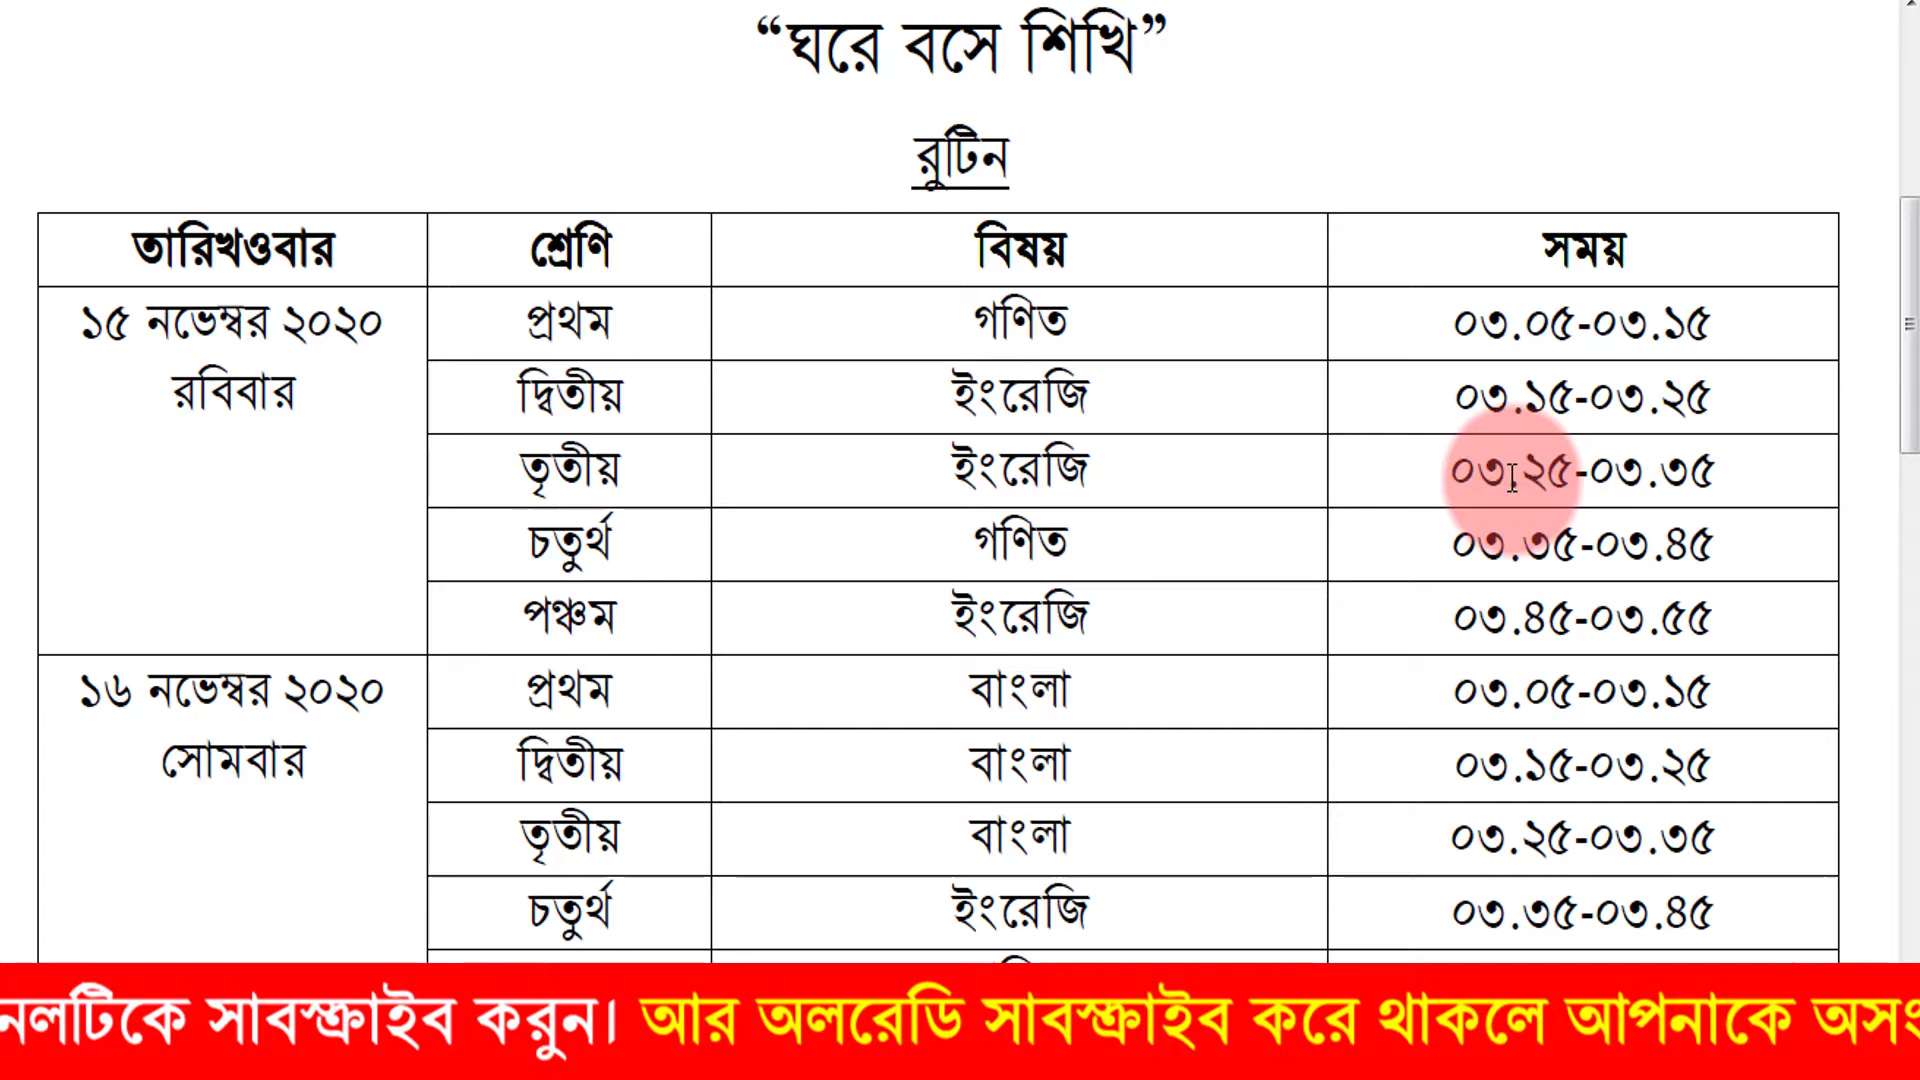 “ঘরে বসে শিখি”
রুটিন
তারিখওবার শ্রেণি বিষয় সময়
১৫ নভেম্বর ২০২০ প্রথম গণিত ০৩.০৫-০৩.১৫
রবিবার দ্বিতীয় ইংরেজি ০৩.১৫-০৩.২৫
তৃতীয় ইংরেজি ০৩.২৫-০৩.৩৫
চতুর্থ গণিত ০৩.৩৫-০৩.৪৫
পঞ্চম ইংরেজি ০৩.৪৫-০৩.৫৫
১৬ নভেম্বর ২০২০ প্রথম বাংলা ০৩.০৫-০৩.১৫
সোমবার দ্বিতীয় বাংলা ০৩.১৫-০৩.২৫
তৃতীয় বাংলা ০৩.২৫-০৩.৩৫
চতুর্থ ইংরেজি ০৩.৩৫-০৩.৪৫
নলটিকে সাবস্ক্রাইব করুন। আর অলরেডি সাবস্ক্রাইব করে থাকলে আপনাকে অসং